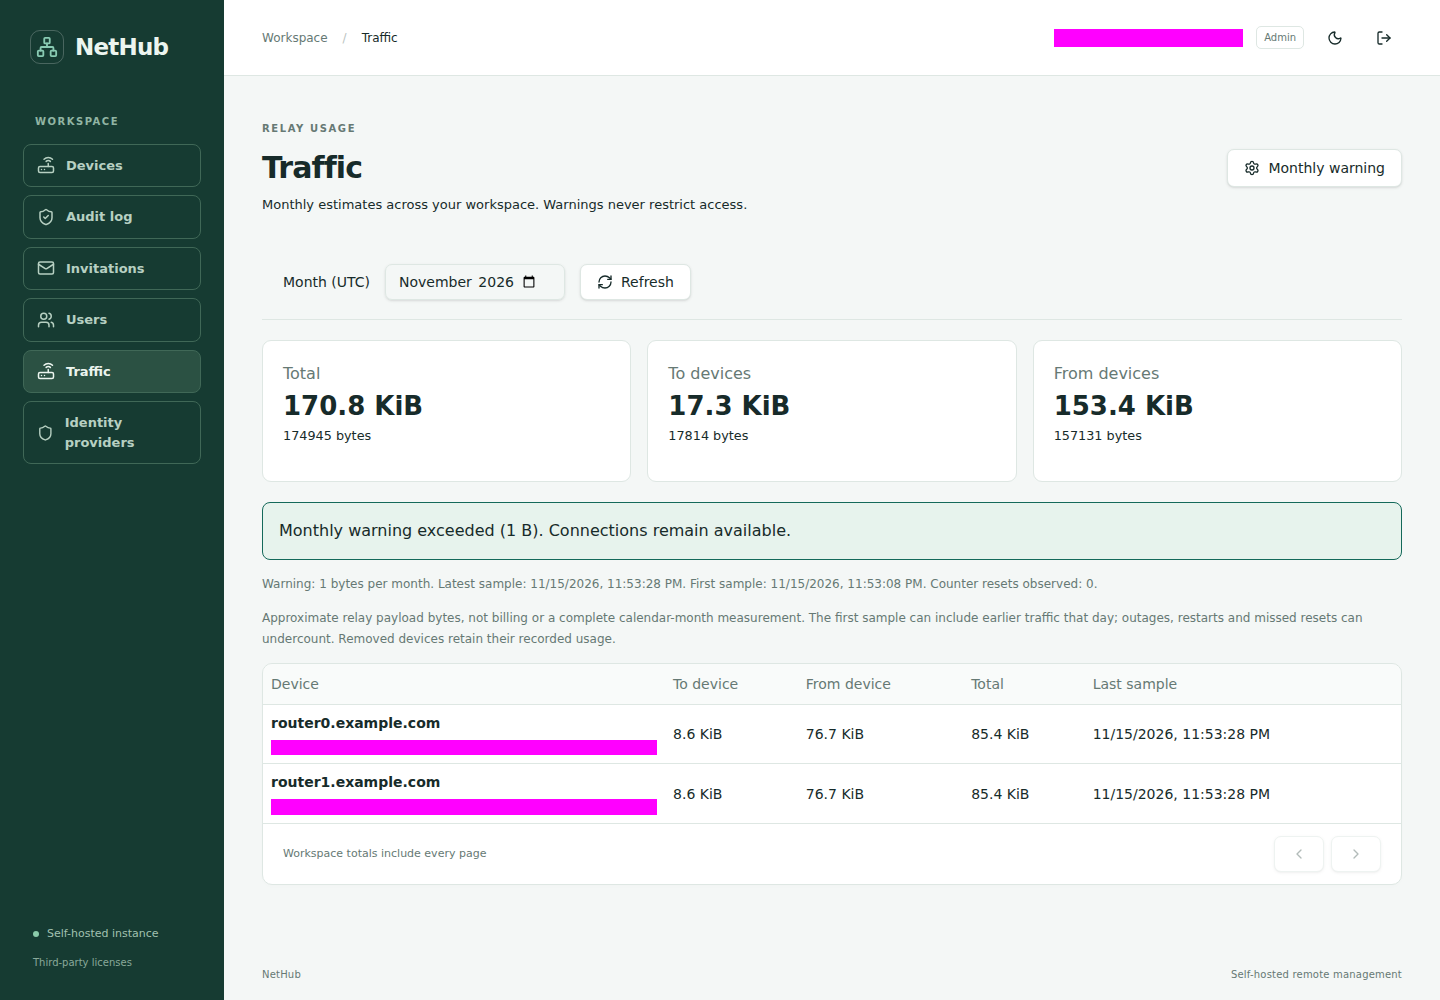 NetHub
Workspace / Traffic
Admin
WORKSPACE
Devices
Audit log
Invitations
Users
Traffic
Identity
providers
Self-hosted instance
Third-party licenses
RELAY USAGE
Traffic
Monthly warning
Monthly estimates across your workspace. Warnings never restrict access.
Month (UTC) November 2026 Refresh
Total
170.8 KiB
174945 bytes
To devices
17.3 KiB
17814 bytes
From devices
153.4 KiB
157131 bytes
Monthly warning exceeded (1 B). Connections remain available.
Warning: 1 bytes per month. Latest sample: 11/15/2026, 11:53:28 PM. First sample: 11/15/2026, 11:53:08 PM. Counter resets observed: 0.
Approximate relay payload bytes, not billing or a complete calendar-month measurement. The first sample can include earlier traffic that day; outages, restarts and missed resets can
undercount. Removed devices retain their recorded usage.
Device To device From device Total Last sample
router0.example.com
8.6 KiB 76.7 KiB 85.4 KiB 11/15/2026, 11:53:28 PM
router1.example.com
8.6 KiB 76.7 KiB 85.4 KiB 11/15/2026, 11:53:28 PM
Workspace totals include every page
NetHub
Self-hosted remote management